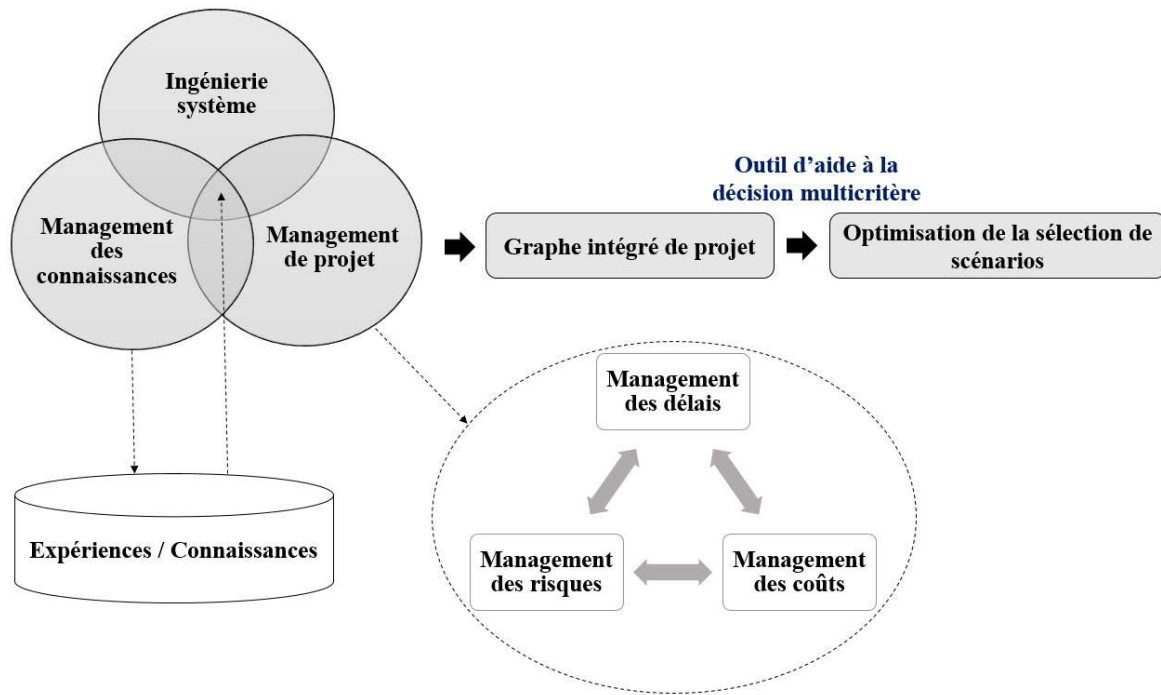 Ingénierie
système
Management
des
connaissances
Management
de projet
Outil d’aide à la
décision multicritère
Graphe intégré de projet
Optimisation de la sélection de
scénarios
Management
des délais
Management
des risques
Management
des coûts
Expériences / Connaissances